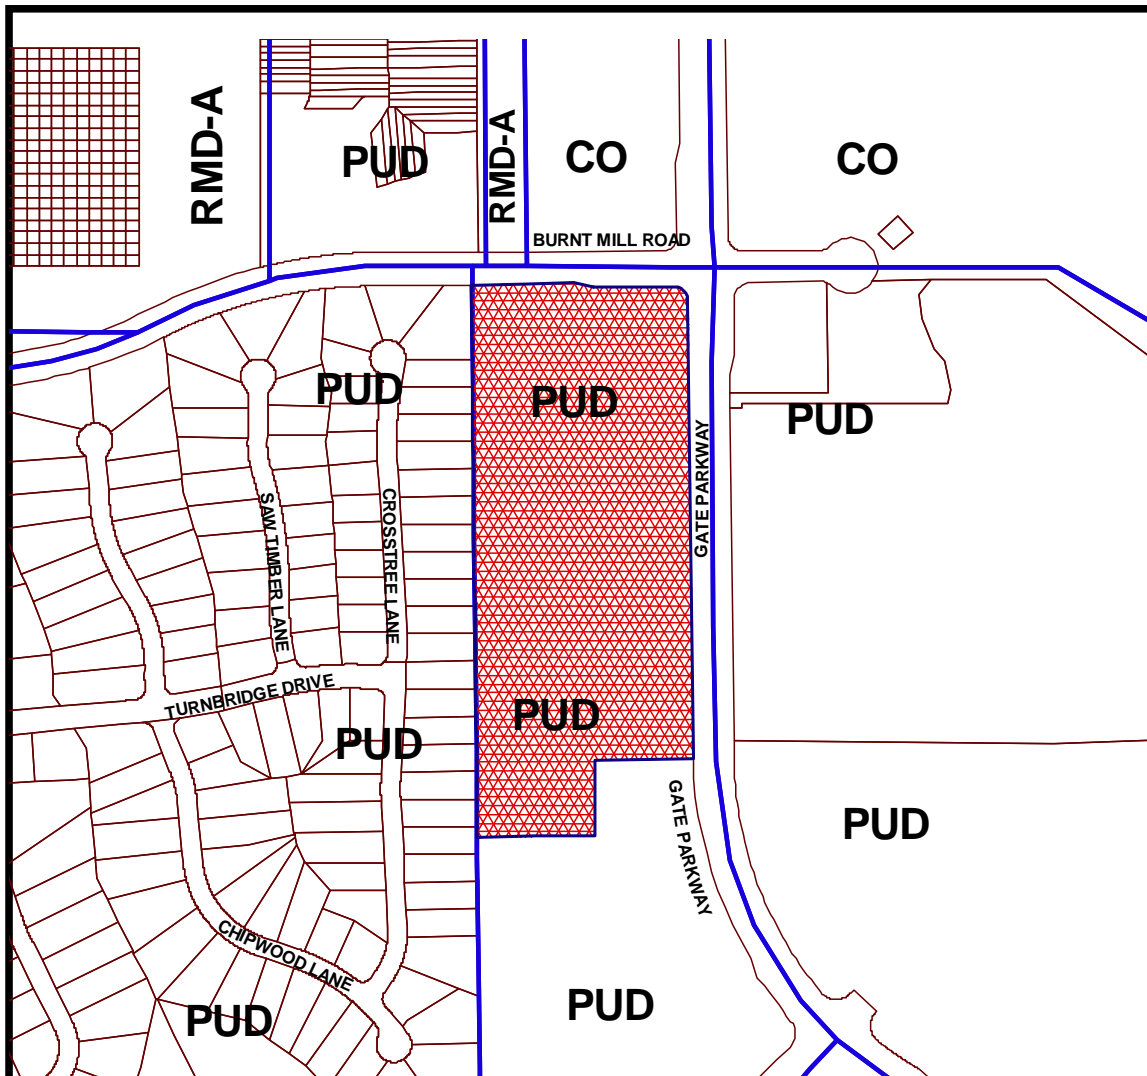 RMD-A
PUD
RMD-A
CO
CO
BURNT MILL ROAD
PUD
PUD
PUD
GATE PARKWAY
SAW TIMBER LANE
CROSSTREE LANE
TURNBRIDGE DRIVE
PUD
PUD
GATE PARKWAY
PUD
CHIPWOOD LANE
PUD
PUD